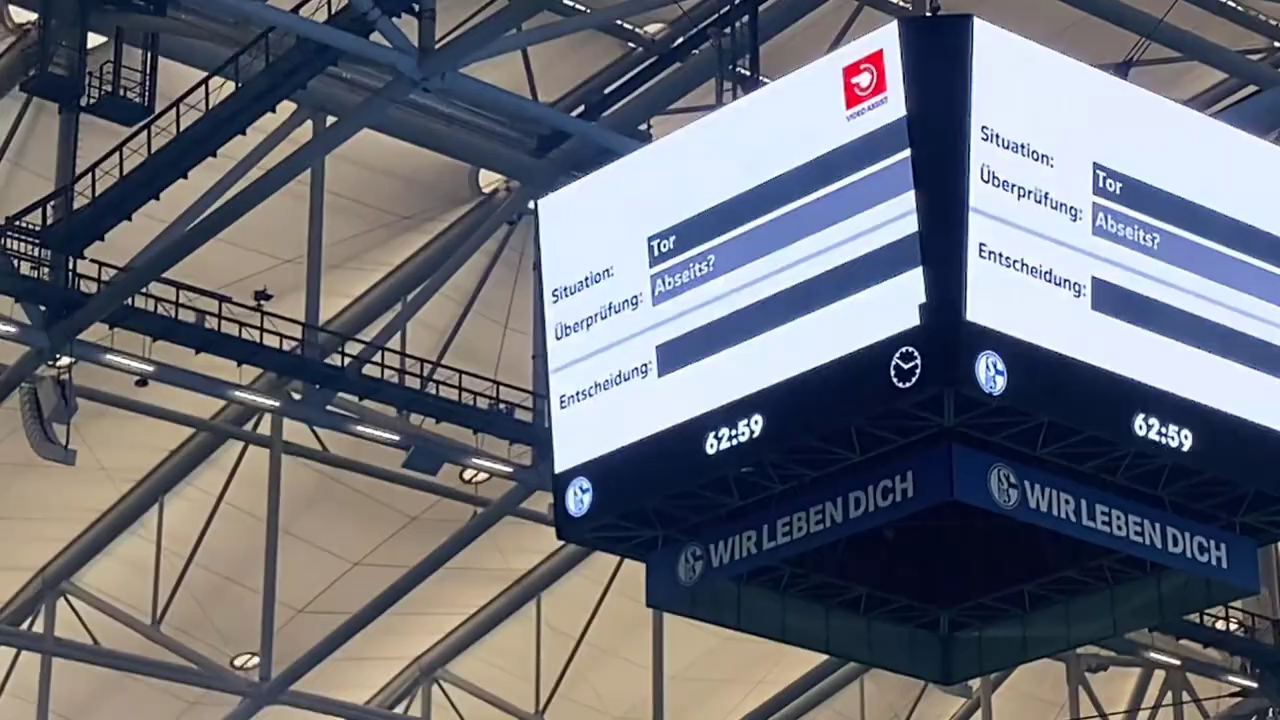 VIDEO ASSIST
Situation: Tor
Überprüfung: Abseits?
Entscheidung:
62:59
WIR LEBEN DICH
Situation: Tor
Überprüfung: Abseits?
Entscheidung:
62:59
WIR LEBEN DICH